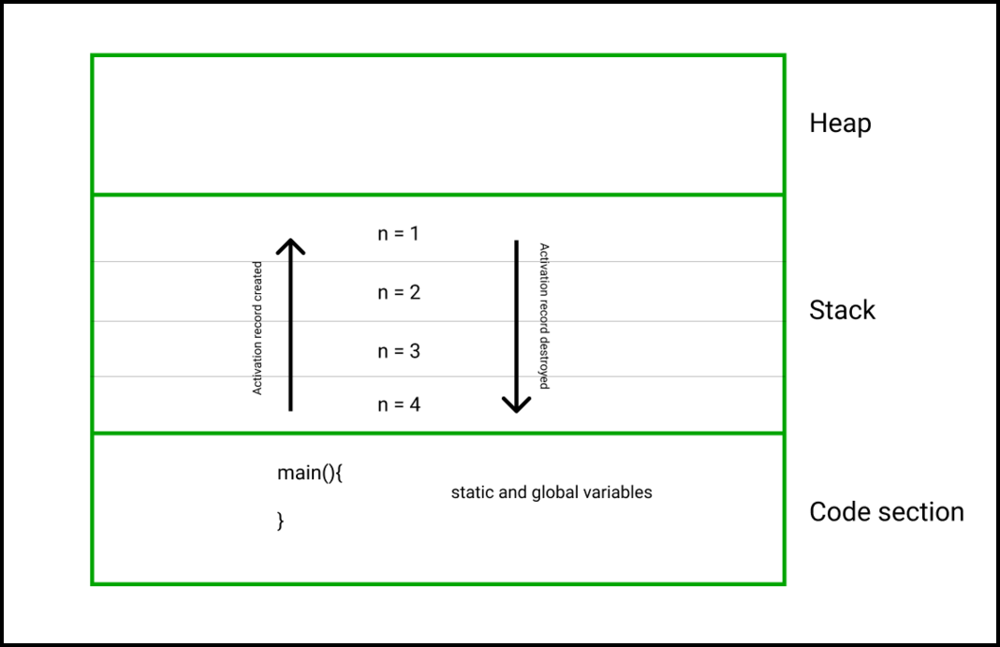 Heap
n = 1
Activation record created
Activation record destroyed
n = 2
Stack
n = 3
n = 4
main(){
static and global variables
}
Code section